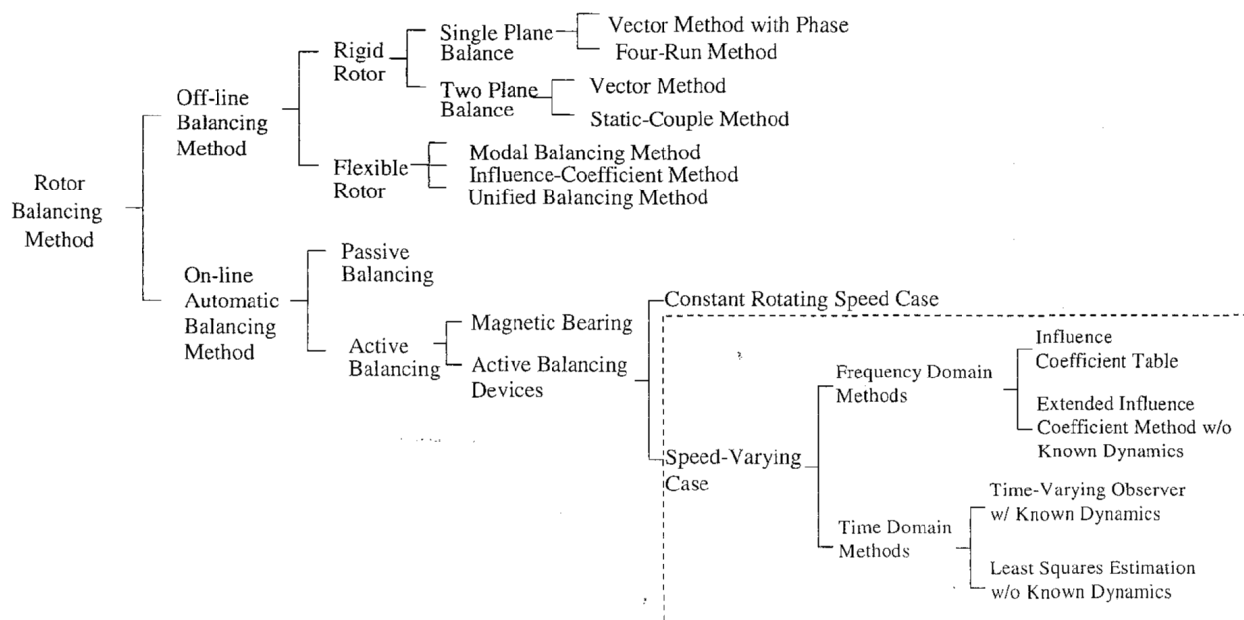 Rotor
Balancing
Method
Off-line
Balancing
Method
Rigid
Rotor
Single Plane
Balance
Vector Method with Phase
Four-Run Method
Two Plane
Balance
Vector Method
Static-Couple Method
Flexible
Rotor
Modal Balancing Method
Influence-Coefficient Method
Unified Balancing Method
On-line
Automatic
Balancing
Method
Passive
Balancing
Active
Balancing
Magnetic Bearing
Active Balancing
Devices
Constant Rotating Speed Case
Speed-Varying
Case
Frequency Domain
Methods
Influence
Coefficient Table
Extended Influence
Coefficient Method w/o
Known Dynamics
Time Domain
Methods
Time-Varying Observer
w/ Known Dynamics
Least Squares Estimation
w/o Known Dynamics